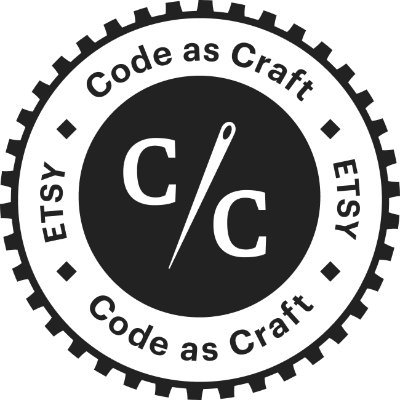 Code as Craft
ETSY
C/C
ETSY
Code as Craft